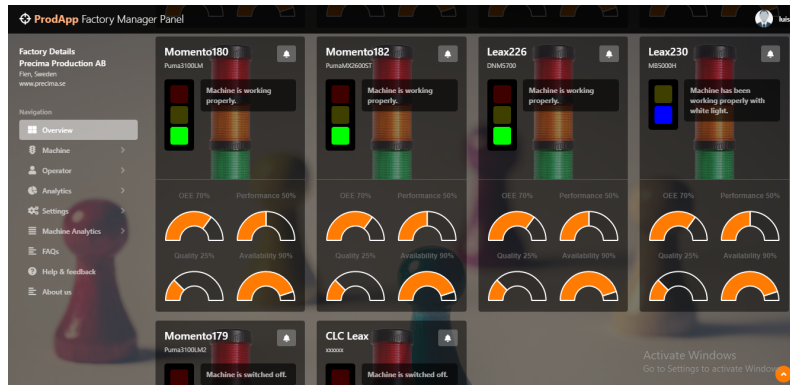 ProdApp Factory Manager Panel
luis
Factory Details
Precima Production AB
Fien, Sweden
www.precima.se
Navigation
Overview
Machine
Operator
Analytics
Settings
Machine Analytics
FAQs
Help & feedback
About us
Momento180
Puma3100LM
Machine is working
properly.
OEE 70% Performance 50%
Quality 25% Availability 90%
Momento182
PumaMX2600ST
Machine is working
properly.
OEE 70% Performance 50%
Quality 25% Availability 90%
Leax226
DNM5700
Machine is working
properly.
OEE 70% Performance 50%
Quality 25% Availability 90%
Leax230
MB5000H
Machine has been
working properly with
white light.
OEE 70% Performance 50%
Quality 25% Availability 90%
Momento179
Puma3100LM2
Machine is switched off.
CLC Leax
xxxxxx
Machine is switched off.
Activate Windows
Go to Settings to activate Windows